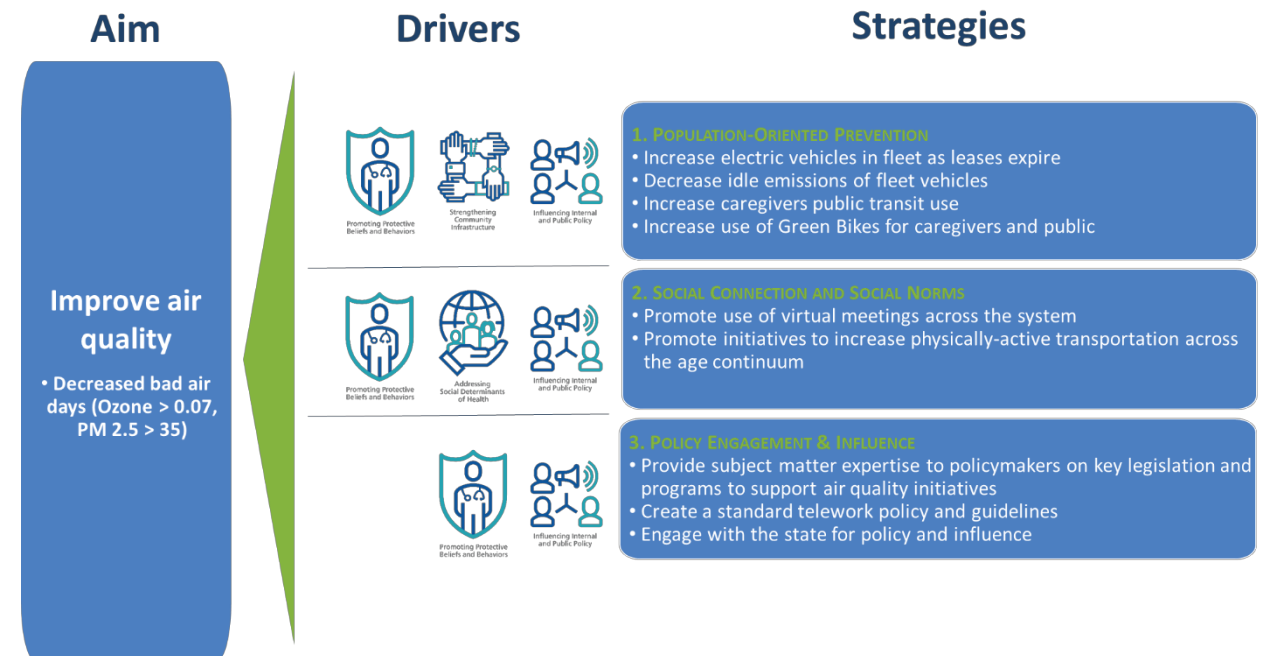 Aim
Drivers
Strategies
Improve air
quality
• Decreased bad air
days (Ozone > 0.07,
PM 2.5 > 35)
Promoting Protective
Beliefs and Behaviors
Strengthening
Community
Infrastructure
Influencing Internal
and Public Policy
1. POPULATION-ORIENTED PREVENTION
• Increase electric vehicles in fleet as leases expire
• Decrease idle emissions of fleet vehicles
• Increase caregivers public transit use
• Increase use of Green Bikes for caregivers and public
Promoting Protective
Beliefs and Behaviors
Addressing
Social Determinants
of Health
Influencing Internal
and Public Policy
2. SOCIAL CONNECTION AND SOCIAL NORMS
• Promote use of virtual meetings across the system
• Promote initiatives to increase physically-active transportation across
the age continuum
Promoting Protective
Beliefs and Behaviors
Influencing Internal
and Public Policy
3. POLICY ENGAGEMENT & INFLUENCE
• Provide subject matter expertise to policymakers on key legislation and
programs to support air quality initiatives
• Create a standard telework policy and guidelines
• Engage with the state for policy and influence